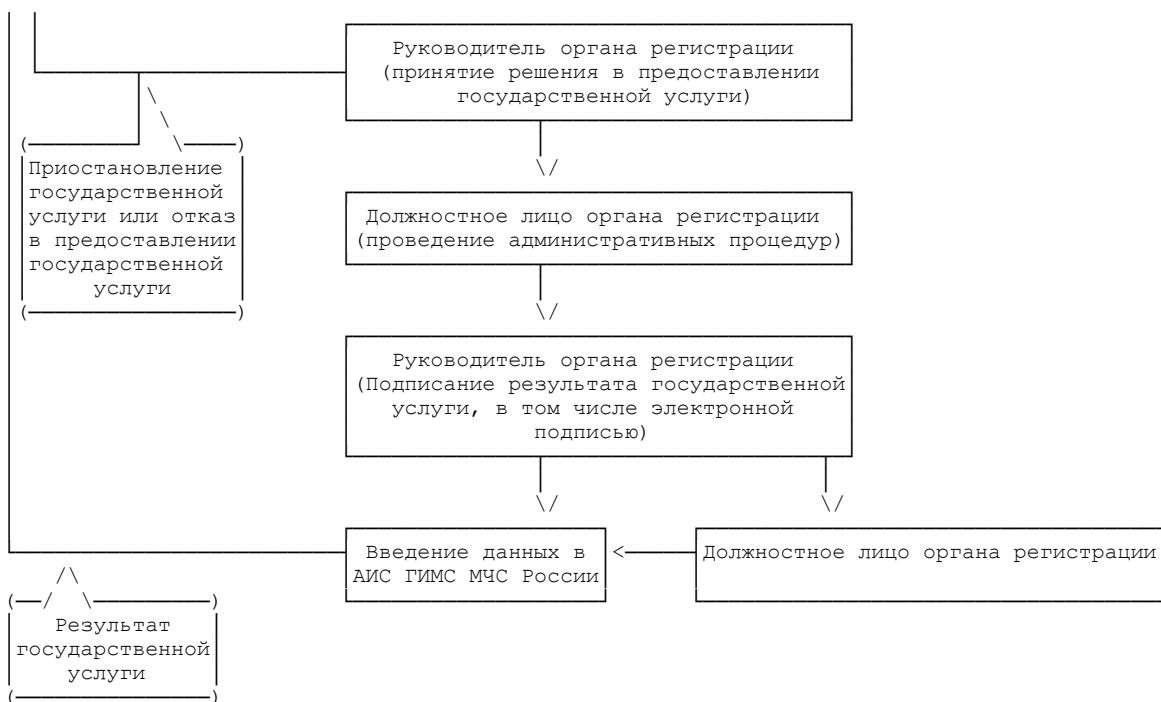 Руководитель органа регистрации
(принятие решения в предоставлении
государственной услуги)
Приостановление
государственной
услуги или отказ
в предоставлении
государственной
услуги
Должностное лицо органа регистрации
(проведение административных процедур)
Руководитель органа регистрации
(Подписание результата государственной
услуги, в том числе электронной
подписью)
Введение данных в
АИС ГИМС МЧС России
Должностное лицо органа регистрации
Результат
государственной
услуги